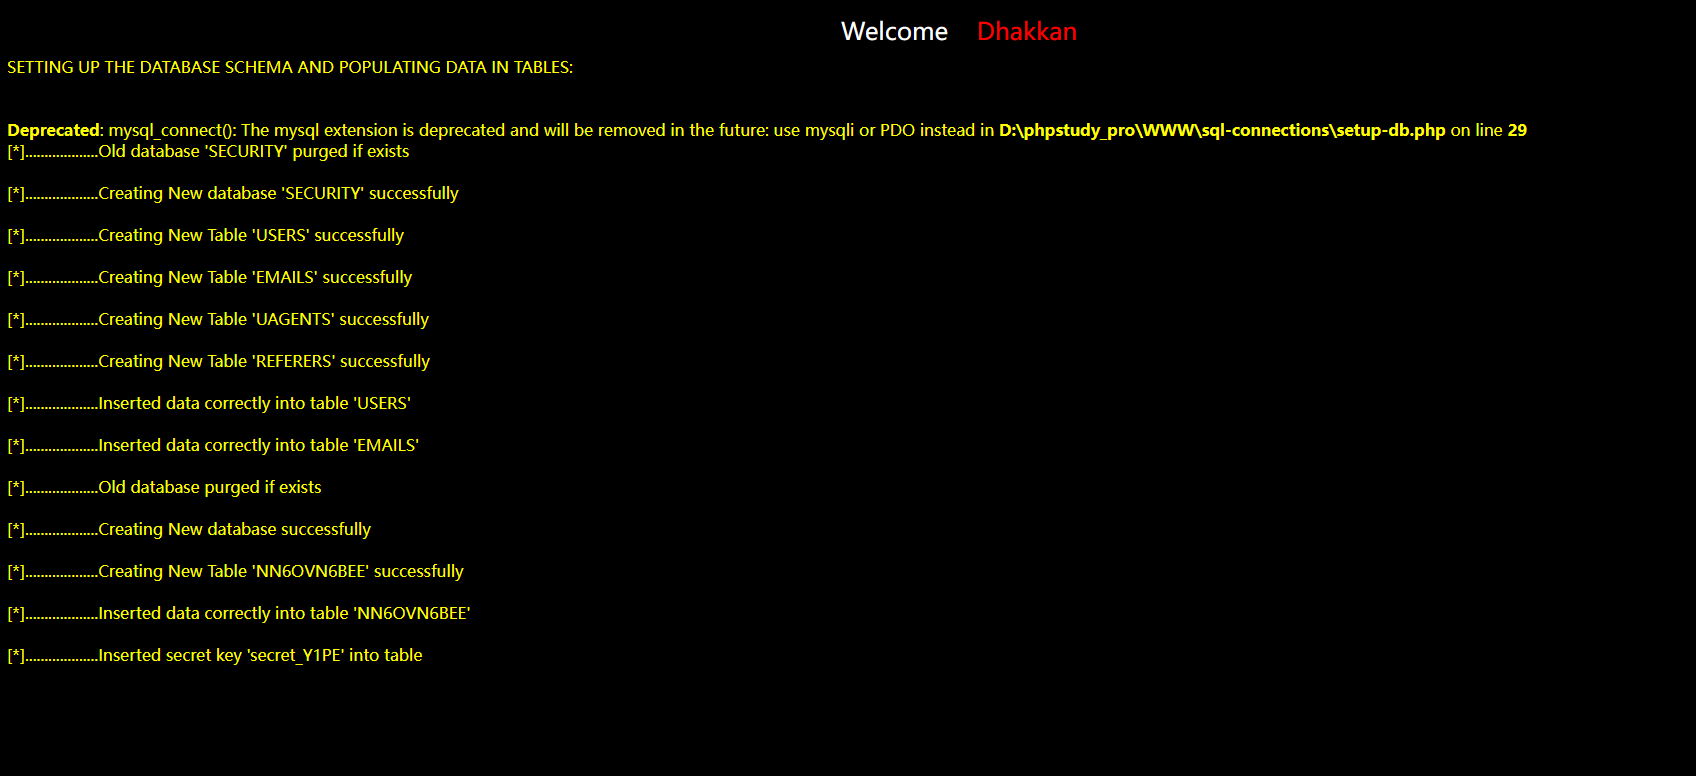 Welcome Dhakkan
SETTING UP THE DATABASE SCHEMA AND POPULATING DATA IN TABLES:
Deprecated: mysql_connect(): The mysql extension is deprecated and will be removed in the future: use mysqli or PDO instead in D:\phpstudy_pro\WWW\sql-connections\setup-db.php on line 29
[*]...................Old database 'SECURITY' purged if exists
[*]...................Creating New database 'SECURITY' successfully
[*]...................Creating New Table 'USERS' successfully
[*]...................Creating New Table 'EMAILS' successfully
[*]...................Creating New Table 'UAGENTS' successfully
[*]...................Creating New Table 'REFERERS' successfully
[*]...................Inserted data correctly into table 'USERS'
[*]...................Inserted data correctly into table 'EMAILS'
[*]...................Old database purged if exists
[*]...................Creating New database successfully
[*]...................Creating New Table 'NN6OVN6BEE' successfully
[*]...................Inserted data correctly into table 'NN6OVN6BEE'
[*]...................Inserted secret key 'secret_Y1PE' into table